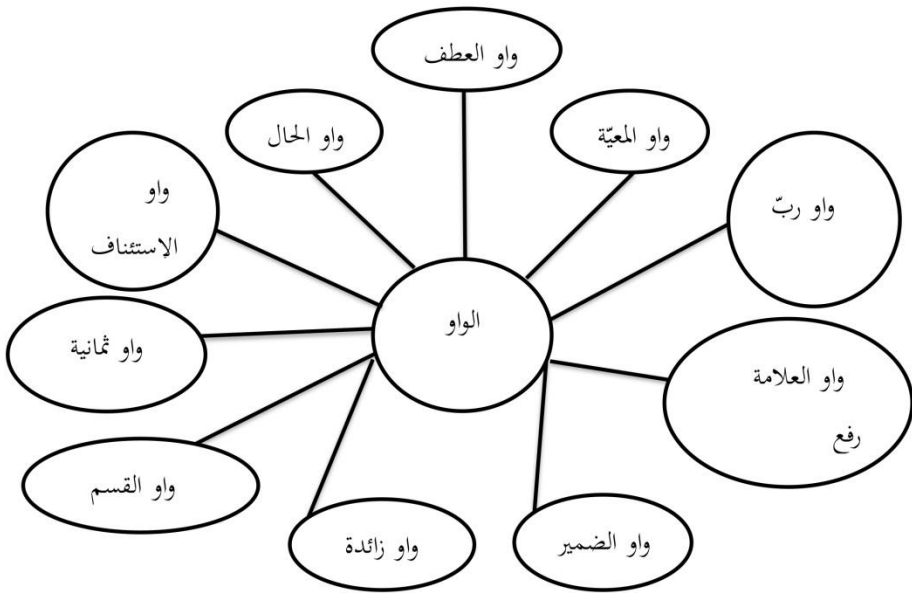 واو العطف
واو المعيّة
واو الحال
واو ربّ
واو
الإستئناف
الواو
واو ثمانية
واو العلامة
رفع
واو القسم
واو الضمير
واو زائدة